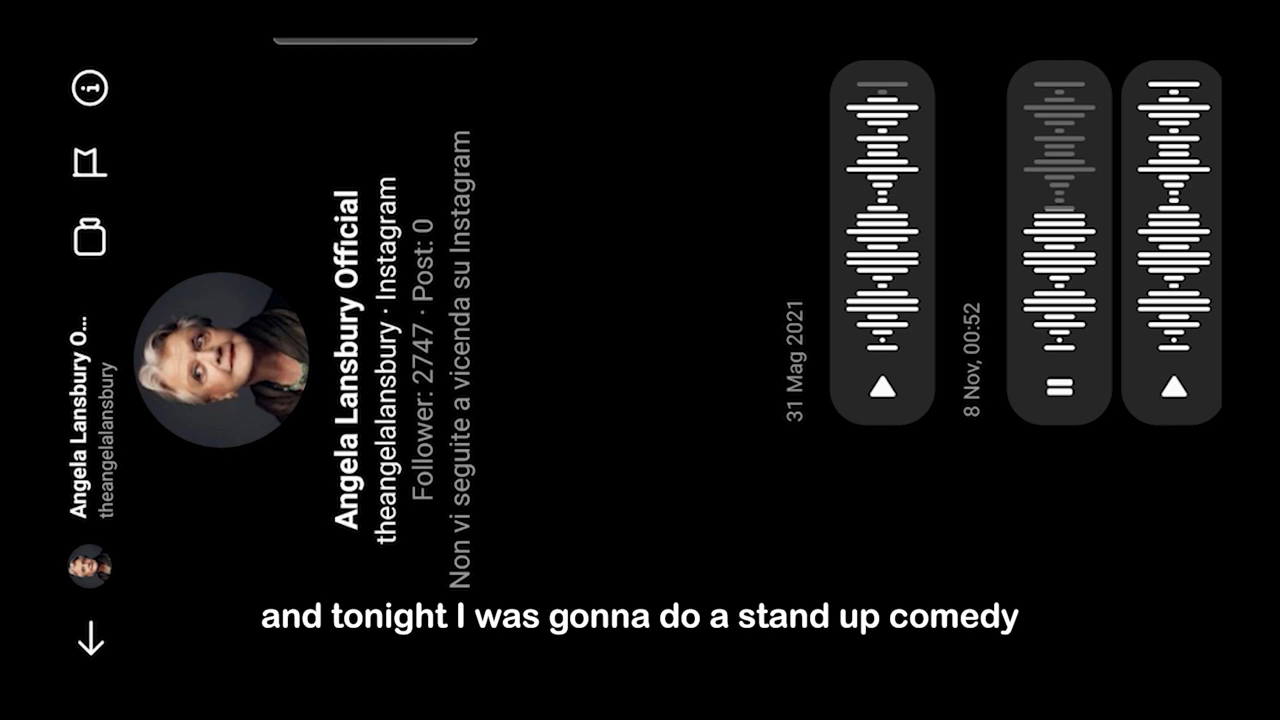 Angela Lansbury O...
theangelalansbury
Angela Lansbury Official
theangelalansbury · Instagram
Follower: 2747 · Post: 0
Non vi seguite a vicenda su Instagram
31 Mag 2021
8 Nov, 00:52
and tonight I was gonna do a stand up comedy